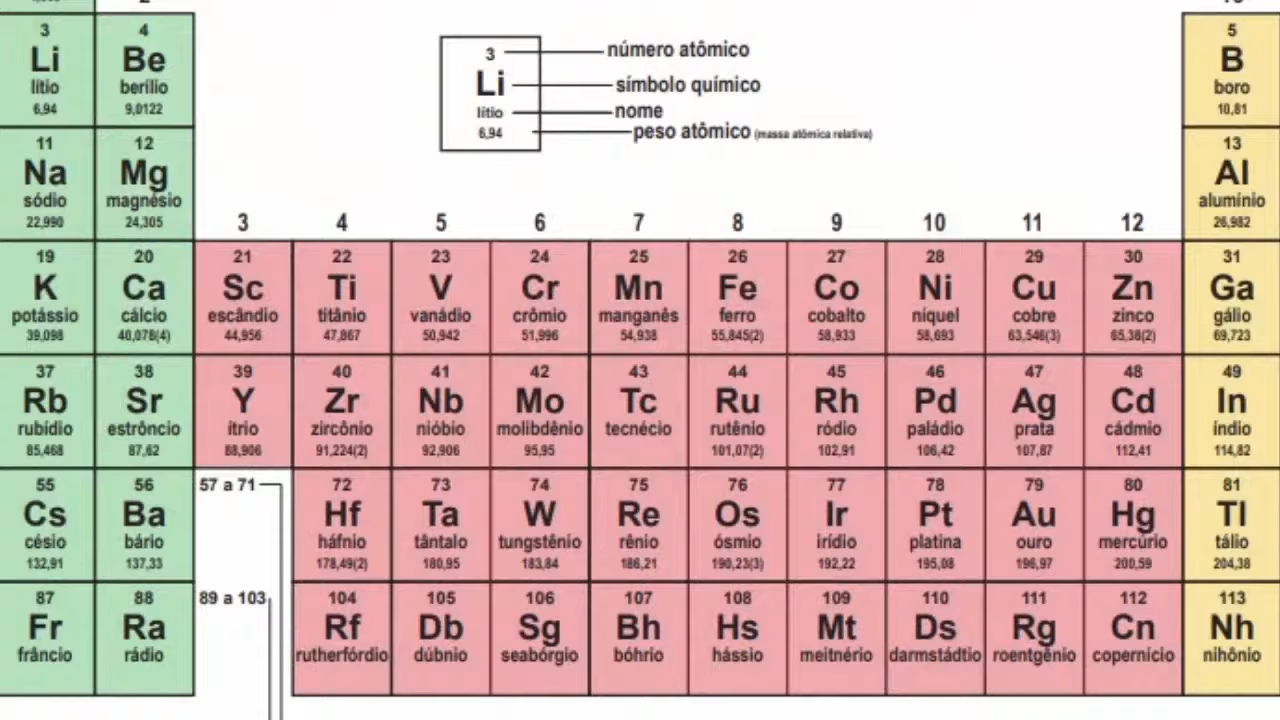 3 4 5
Li Be B
lítio berílio boro
6,94 9,0122 10,81
3 número atômico
Li símbolo químico
lítio nome
6,94 peso atômico (massa atômica relativa)
11 12 13
Na Mg Al
sódio magnésio alumínio
22,990 24,305 26,982
3 4 5 6 7 8 9 10 11 12
19 20 21 22 23 24 25 26 27 28 29 30 31
K Ca Sc Ti V Cr Mn Fe Co Ni Cu Zn Ga
potássio cálcio escândio titânio vanádio crômio manganês ferro cobalto níquel cobre zinco gálio
39,098 40,078(4) 44,956 47,867 50,942 51,996 54,938 55,845(2) 58,933 58,693 63,546(3) 65,38(2) 69,723
37 38 39 40 41 42 43 44 45 46 47 48 49
Rb Sr Y Zr Nb Mo Tc Ru Rh Pd Ag Cd In
rubídio estrôncio ítrio zircônio nióbio molibdênio tecnécio rutênio ródio paládio prata cádmio índio
85,468 87,62 88,906 91,224(2) 92,906 95,95 101,07(2) 102,91 106,42 107,87 112,41 114,82
55 56 57 a 71 72 73 74 75 76 77 78 79 80 81
Cs Ba Hf Ta W Re Os Ir Pt Au Hg Tl
césio bário háfnio tântalo tungstênio rênio ósmio irídio platina ouro mercúrio tálio
132,91 137,33 178,49(2) 180,95 183,84 186,21 190,23(3) 192,22 195,08 196,97 200,59 204,38
87 88 89 a 103 104 105 106 107 108 109 110 111 112 113
Fr Ra Rf Db Sg Bh Hs Mt Ds Rg Cn Nh
frâncio rádio rutherfórdio dúbnio seabórgio bóhrio hássio meitnério darmstádtio roentgênio copernício nihônio